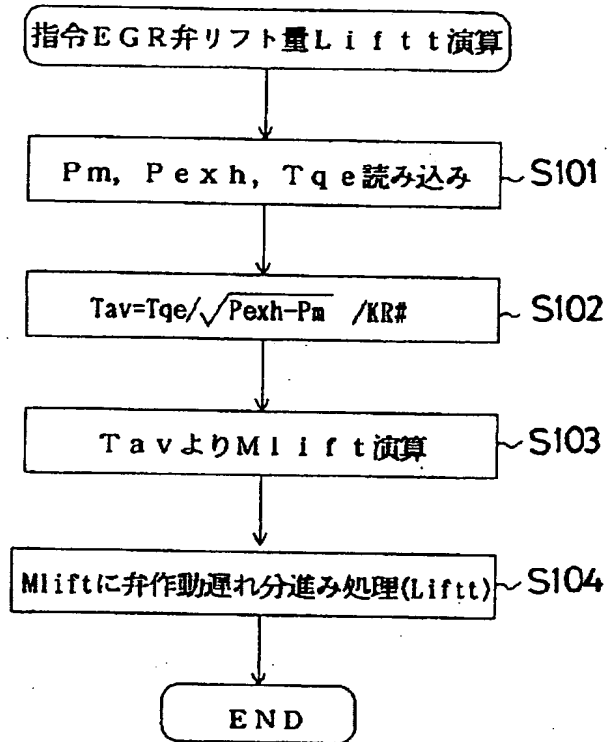 指令EGR弁リフト量Liftt演算
Pm, Pexh, Tqe読み込み
S101
Tav=Tqe/√Pexh-Pm /KR#
S102
TavよりMlift演算
S103
Mliftに弁作動遅れ分進み処理(Liftt)
S104
END